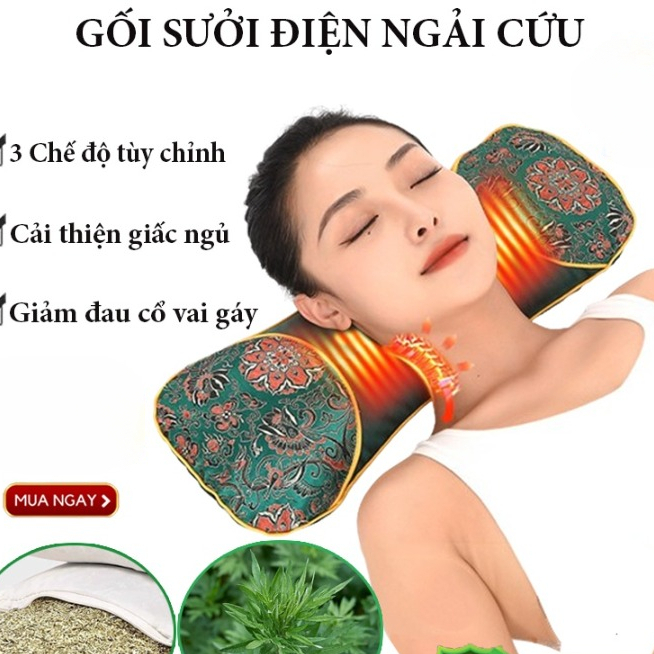 GỐI SƯỞI ĐIỆN NGẢI CỨU
3 Chế độ tùy chỉnh
Cải thiện giấc ngủ
Giảm đau cổ vai gáy
MUA NGAY